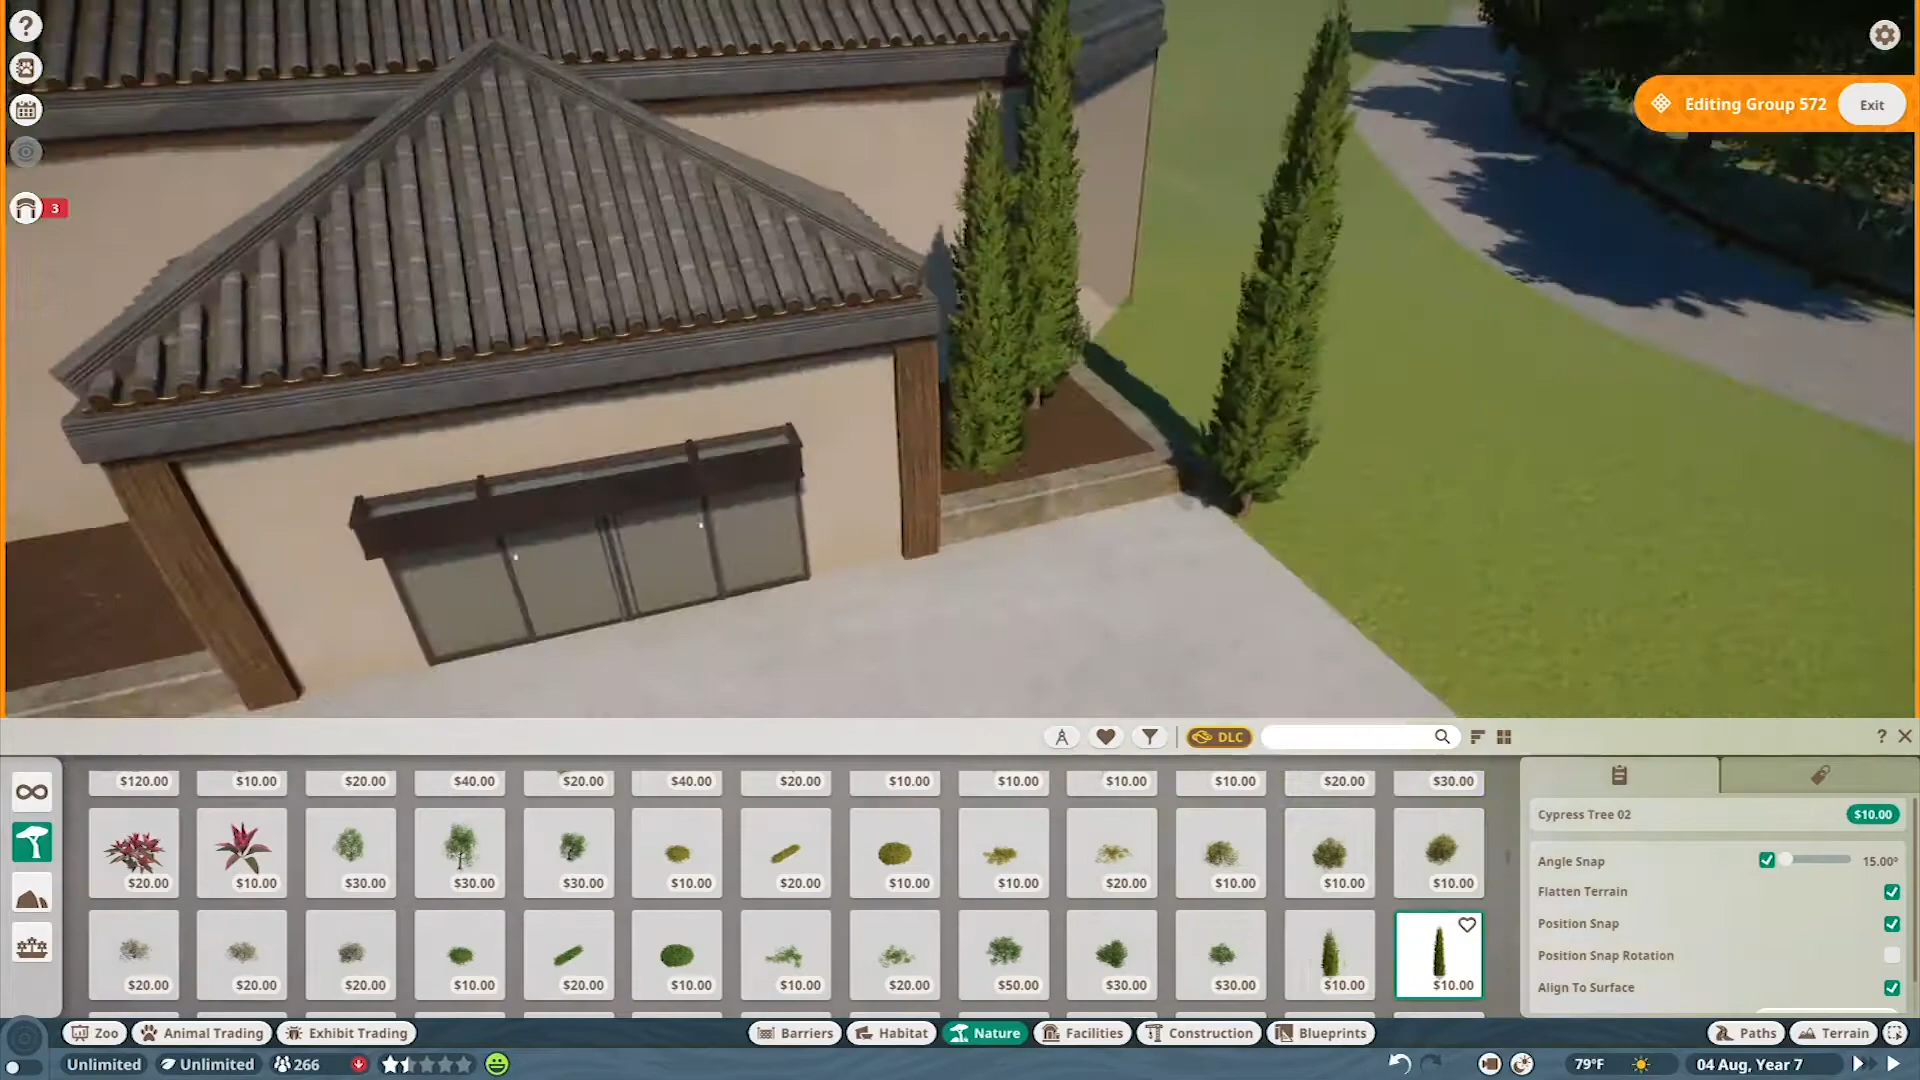 ?
Editing Group 572 Exit
3
DLC
?
$120.00 $10.00 $20.00 $40.00 $20.00 $40.00 $20.00 $10.00 $10.00 $10.00 $10.00 $20.00 $30.00
$20.00 $10.00 $30.00 $30.00 $30.00 $10.00 $20.00 $10.00 $10.00 $20.00 $10.00 $10.00 $10.00
$20.00 $20.00 $20.00 $10.00 $20.00 $10.00 $10.00 $20.00 $50.00 $30.00 $30.00 $10.00 $10.00
Cypress Tree 02 $10.00
Angle Snap 15.00°
Flatten Terrain
Position Snap
Position Snap Rotation
Align To Surface
Zoo Animal Trading Exhibit Trading Barriers Habitat Nature Facilities Construction Blueprints Paths Terrain
Unlimited Unlimited 266 79°F 04 Aug, Year 7